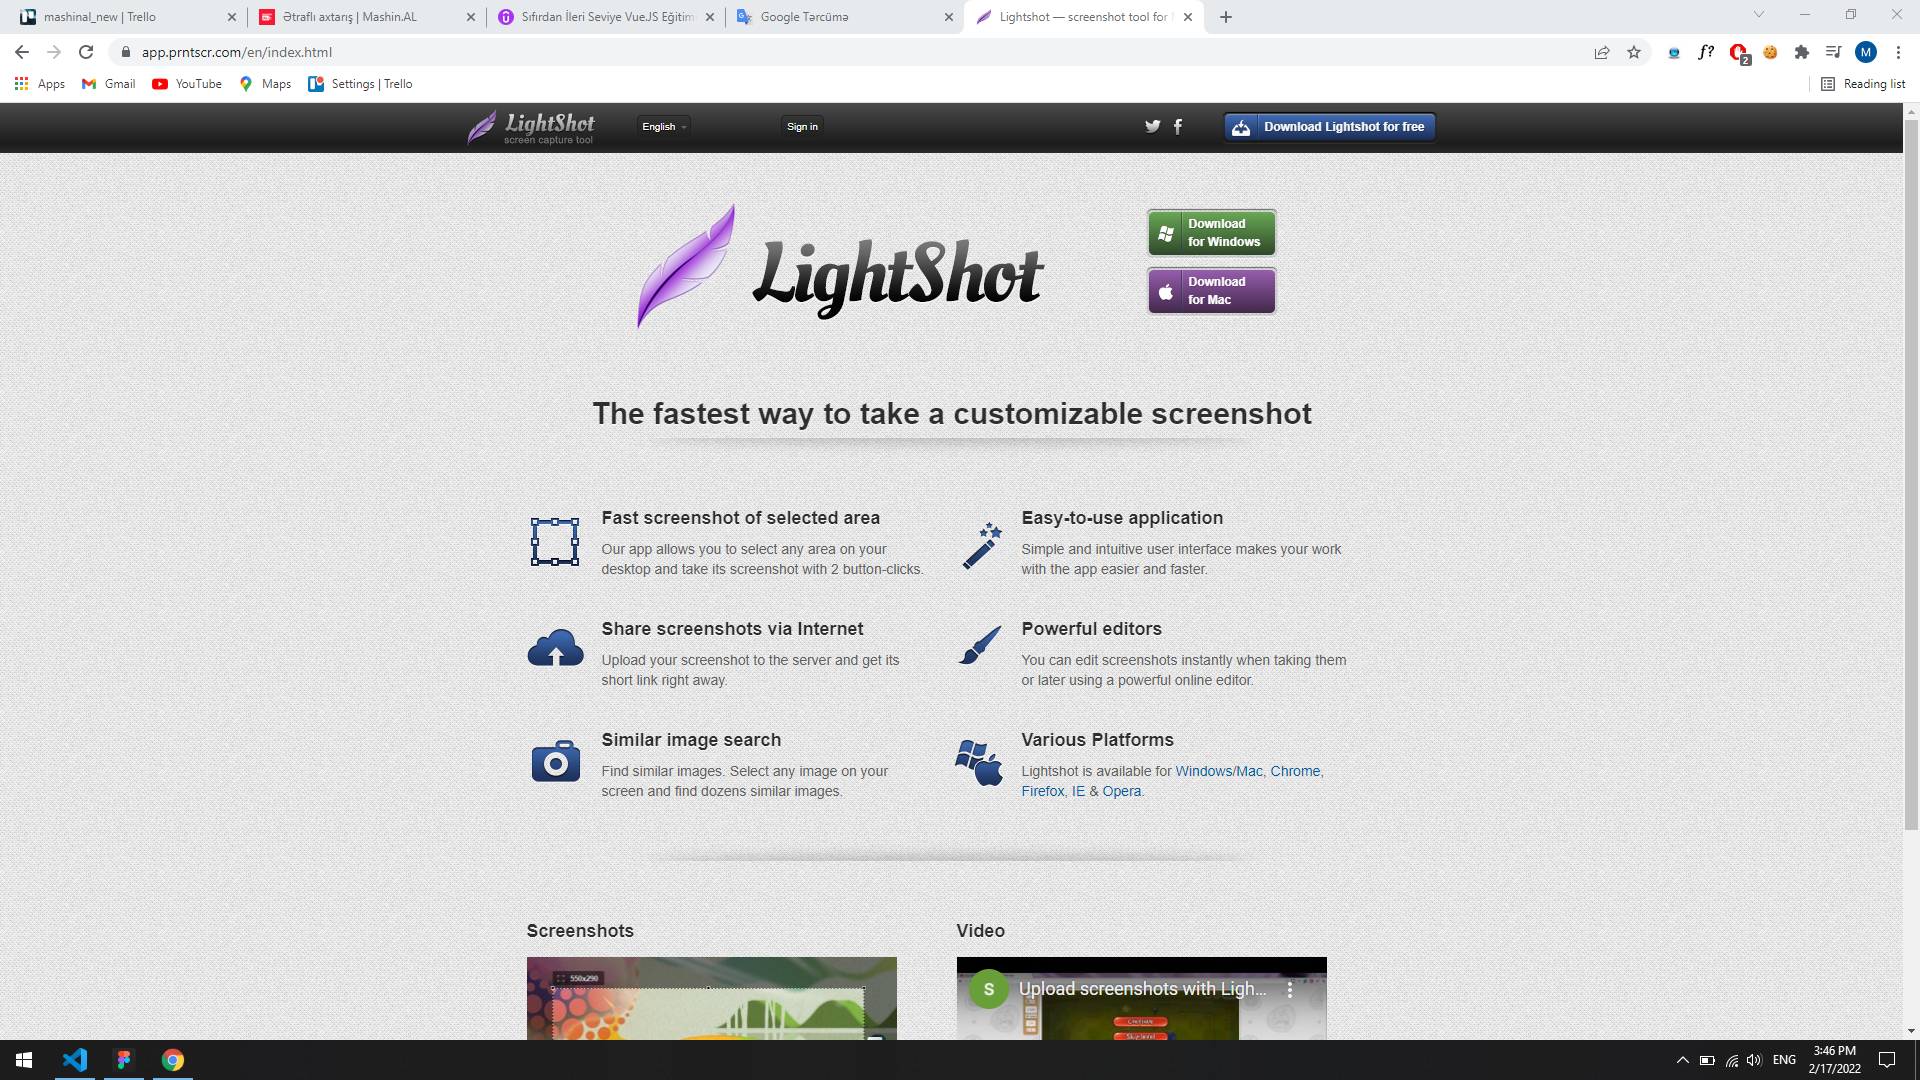 mashinal_new | Trello
Ətraflı axtarış | Mashin.AL
Sıfırdan İleri Seviye Vue.JS Eğitim
Google Tərcümə
Lightshot — screenshot tool for
app.prntscr.com/en/index.html
f?
2
M
Apps
Gmail
YouTube
Maps
Settings | Trello
Reading list
LightShot
screen capture tool
English
Sign in
Download Lightshot for free
LightShot
Download
for Windows
Download
for Mac
The fastest way to take a customizable screenshot
Fast screenshot of selected area
Our app allows you to select any area on your
desktop and take its screenshot with 2 button-clicks.
Easy-to-use application
Simple and intuitive user interface makes your work
with the app easier and faster.
Share screenshots via Internet
Upload your screenshot to the server and get its
short link right away.
Powerful editors
You can edit screenshots instantly when taking them
or later using a powerful online editor.
Similar image search
Find similar images. Select any image on your
screen and find dozens similar images.
Various Platforms
Lightshot is available for Windows/Mac, Chrome,
Firefox, IE & Opera.
Screenshots
Video
550x290
S
Upload screenshots with Ligh...
ENG
3:46 PM
2/17/2022